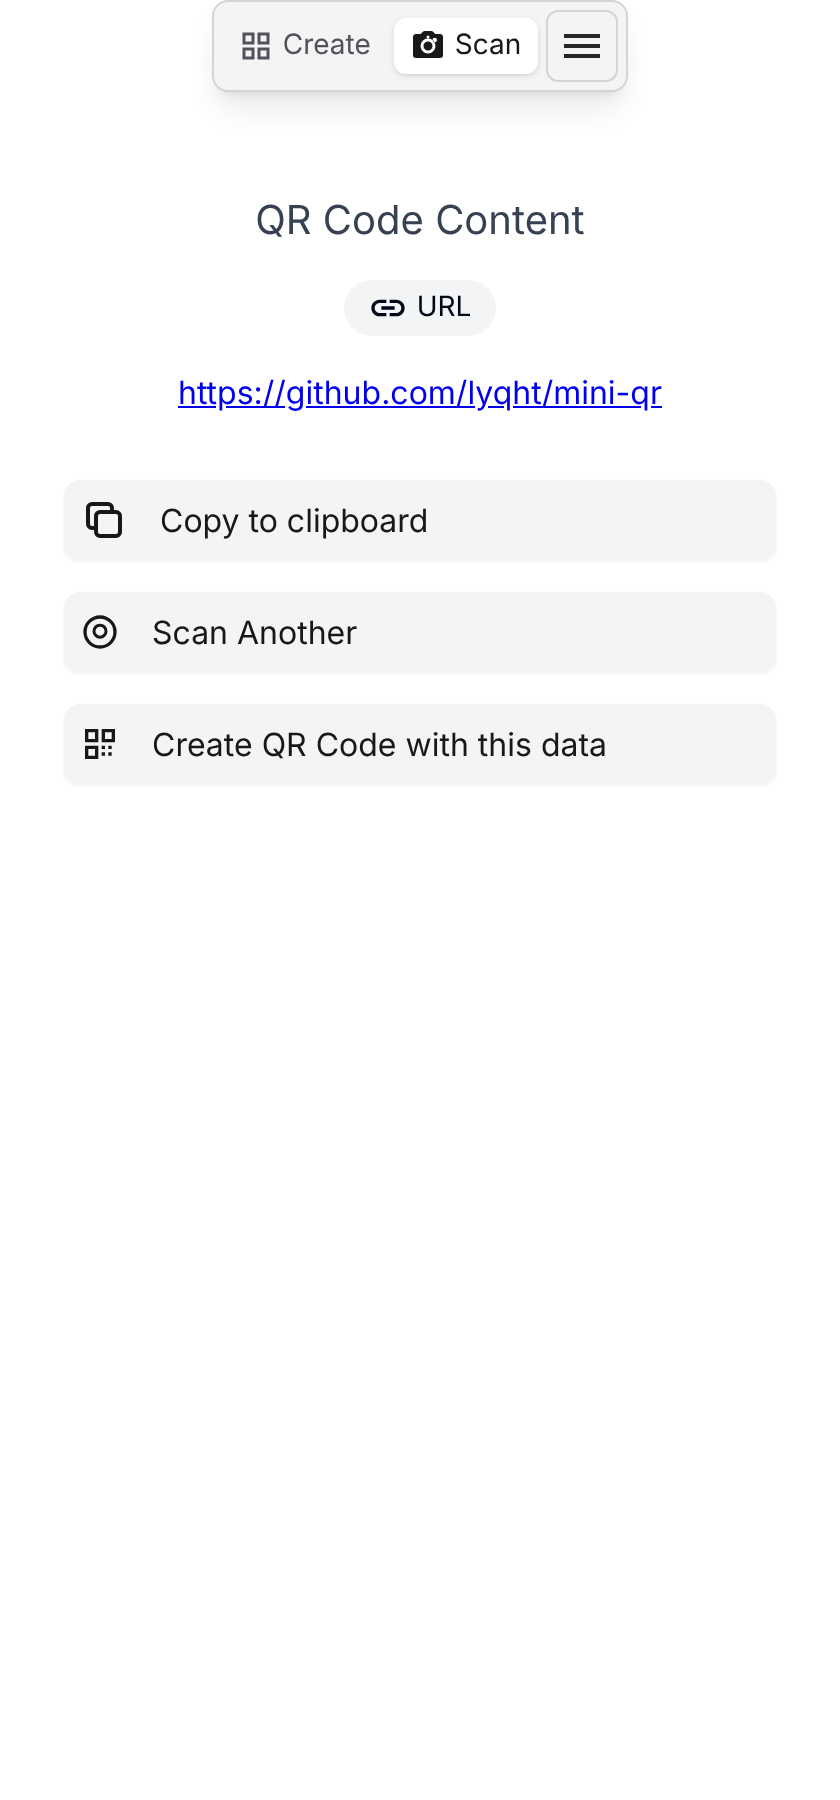 Create
Scan
QR Code Content
URL
https://github.com/lyqht/mini-qr
Copy to clipboard
Scan Another
Create QR Code with this data